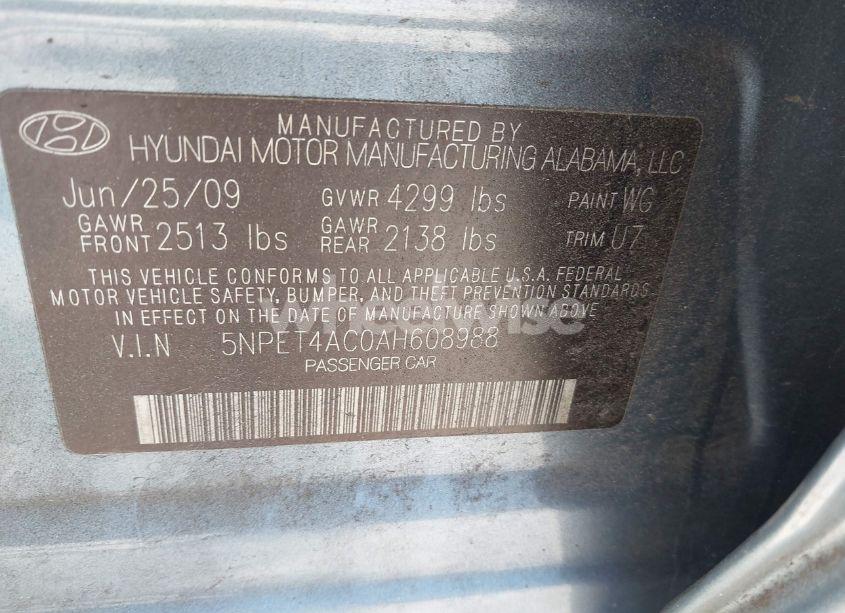 MANUFACTURED BY
HYUNDAI MOTOR MANUFACTURING ALABAMA, LLC
Jun/25/09 GVWR 4299 lbs PAINT WG
GAWR FRONT 2513 lbs GAWR REAR 2138 lbs TRIM U7
THIS VEHICLE CONFORMS TO ALL APPLICABLE U.S.A. FEDERAL
MOTOR VEHICLE SAFETY, BUMPER, AND THEFT PREVENTION STANDARDS
IN EFFECT ON THE DATE OF MANUFACTURE SHOWN ABOVE
V.I.N 5NPET4AC0AH608988
PASSENGER CAR